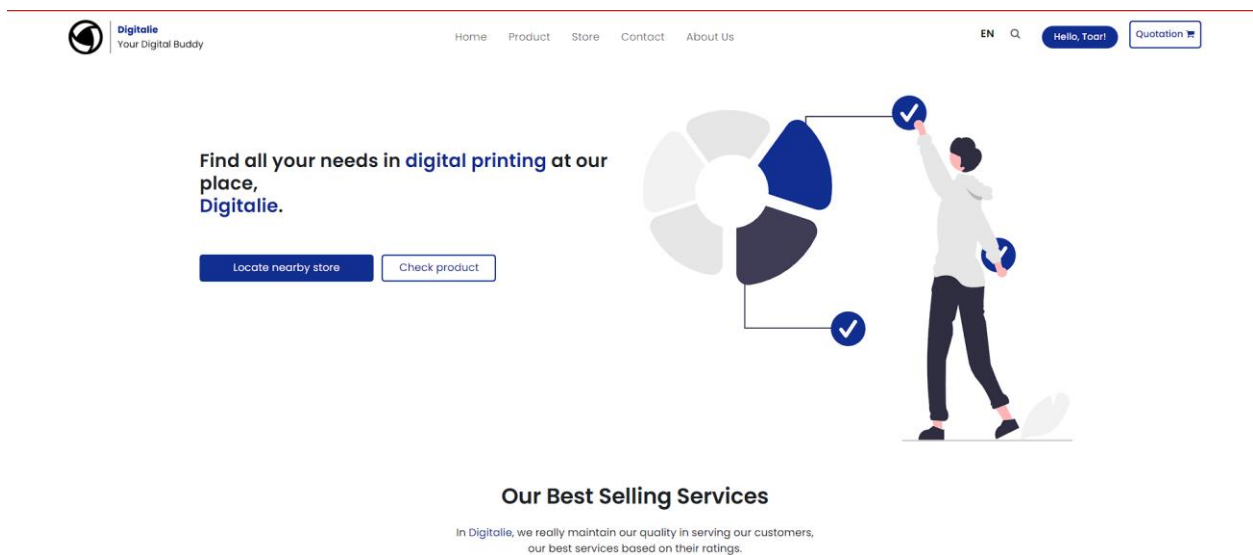 Digitalie
Your Digital Buddy
Home Product Store Contact About Us
EN
Hello, Toar!
Quotation
Find all your needs in digital printing at our
place,
Digitalie.
Locate nearby store
Check product
Our Best Selling Services
In Digitalie, we really maintain our quality in serving our customers,
our best services based on their ratings.